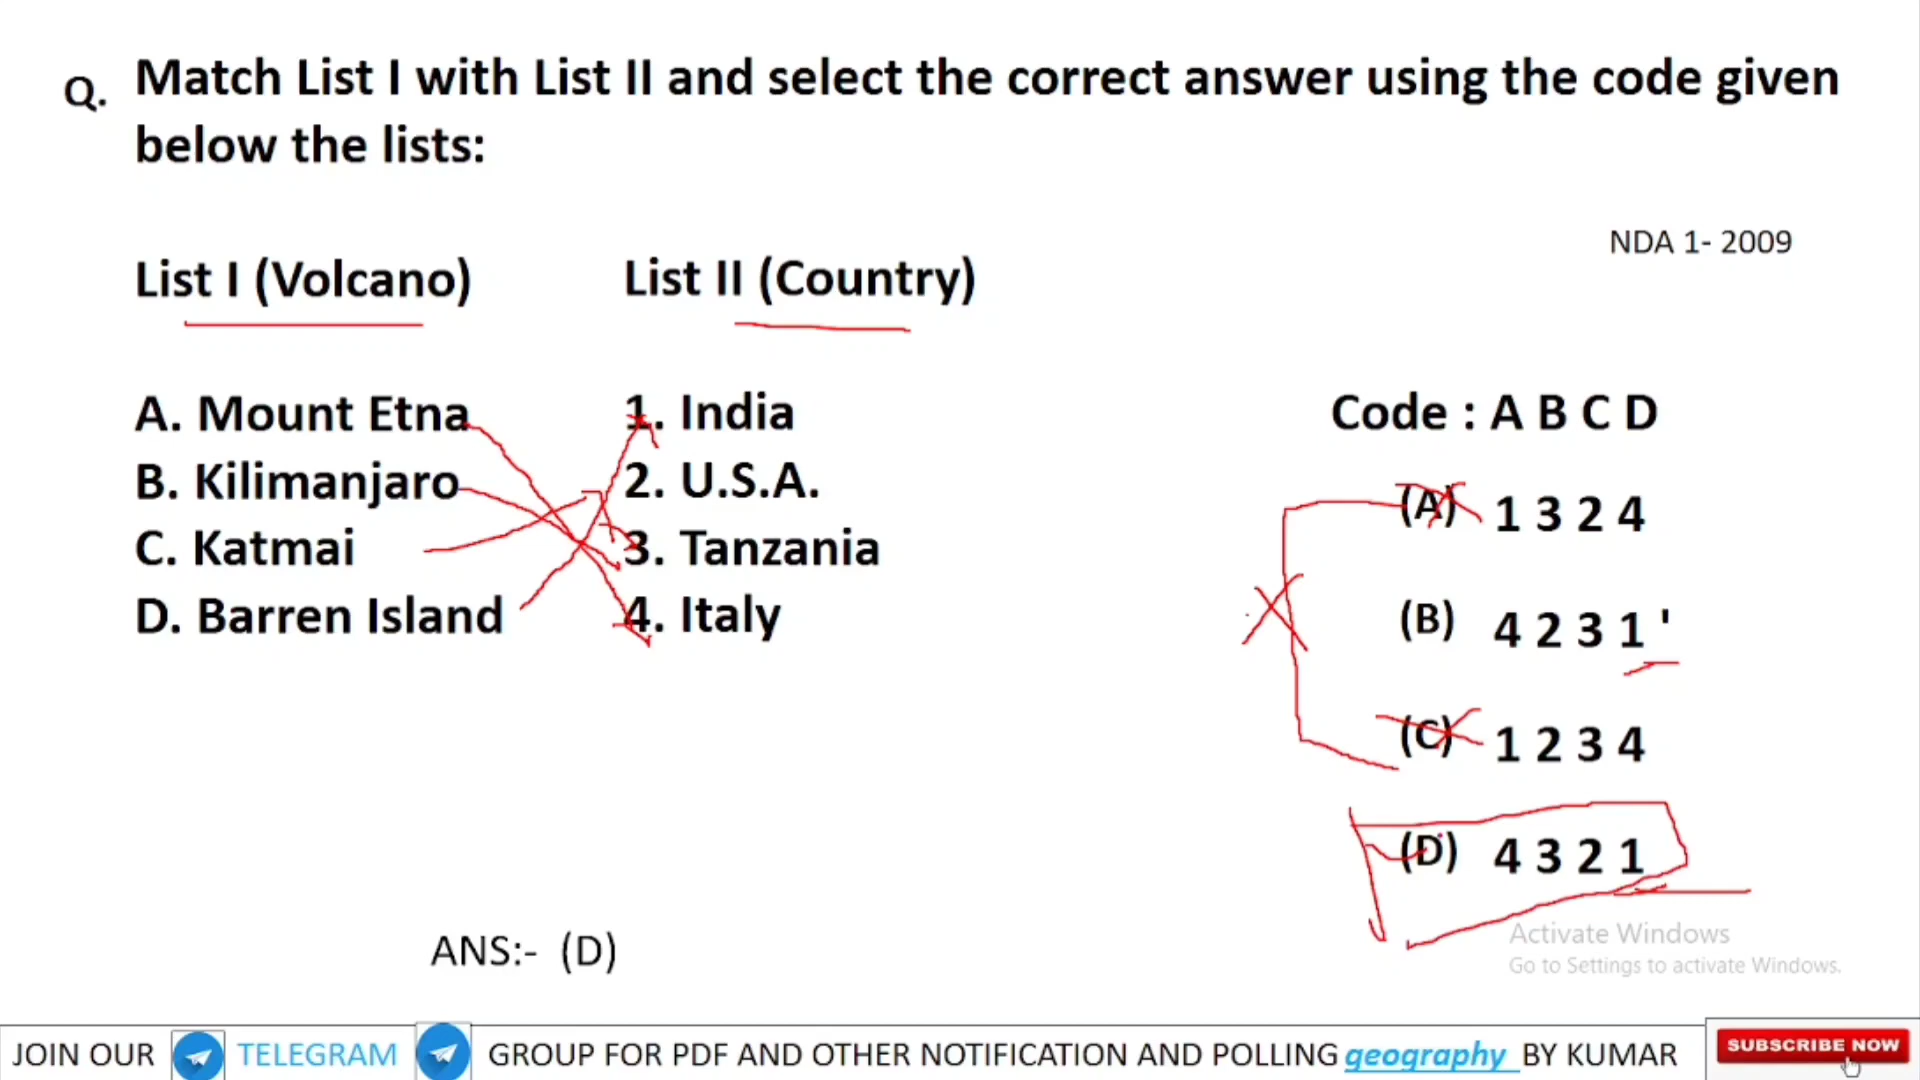 Q. Match List I with List II and select the correct answer using the code given
below the lists:
NDA 1- 2009
List I (Volcano) List II (Country)
A. Mount Etna 1. India
B. Kilimanjaro 2. U.S.A.
C. Katmai 3. Tanzania
D. Barren Island 4. Italy
Code : A B C D
(A) 1 3 2 4
(B) 4 2 3 1 '
(C) 1 2 3 4
(D) 4 3 2 1
ANS:- (D)
Activate Windows
Go to Settings to activate Windows.
JOIN OUR TELEGRAM GROUP FOR PDF AND OTHER NOTIFICATION AND POLLING geography BY KUMAR
SUBSCRIBE NOW